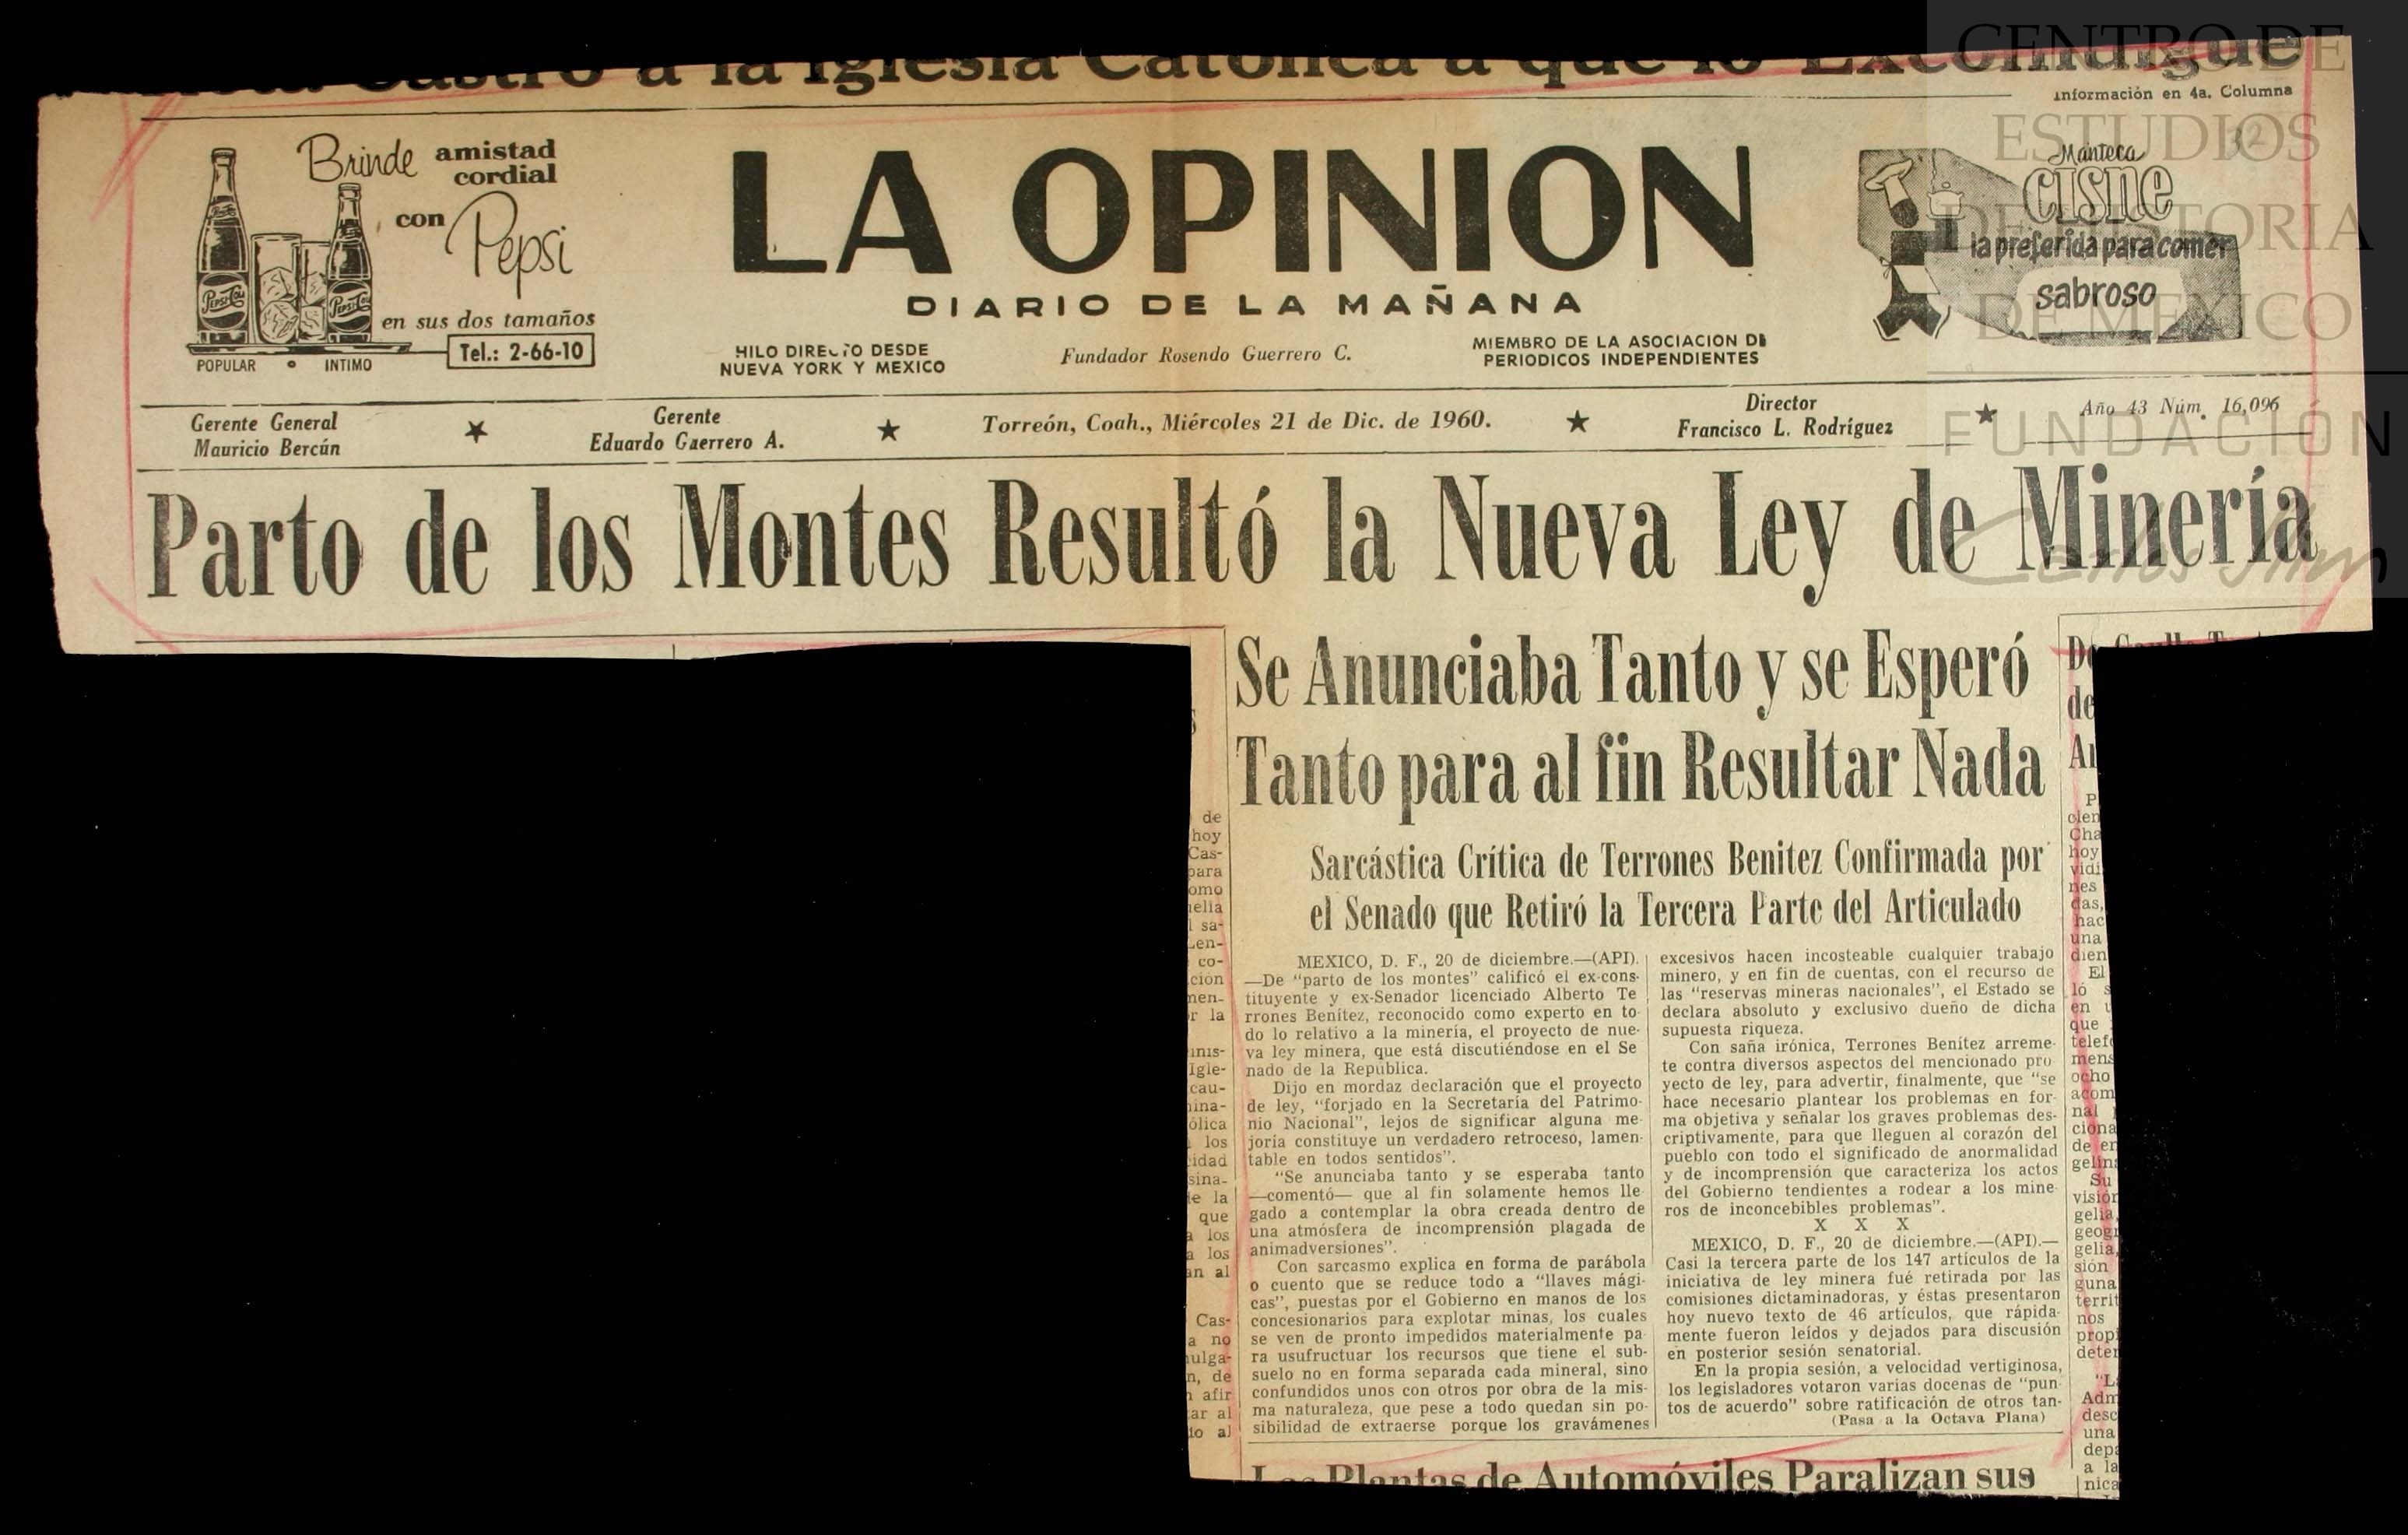 Castro a la Iglesia Católica a que lo Excomulgue
Información en 4a. Columna
Brinde amistad
cordial
con Pepsi
en sus dos tamaños
Tel.: 2-66-10
POPULAR • INTIMO
PEPSI-COLA
PEPSI-COLA
LA OPINION
DIARIO DE LA MAÑANA
HILO DIRECTO DESDE
NUEVA YORK Y MEXICO
Fundador Rosendo Guerrero C.
MIEMBRO DE LA ASOCIACION DE
PERIODICOS INDEPENDIENTES
Manteca
CISNE
la preferida para comer
sabroso
32
CENTRO DE
ESTUDIOS
DE HISTORIA
DE MEXICO
FUNDACION
Carlos Slim
Gerente General
Mauricio Bercún
★
Gerente
Eduardo Guerrero A.
★
Torreón, Coah., Miércoles 21 de Dic. de 1960.
★
Director
Francisco L. Rodríguez
★
Año 43 Núm. 16,096
Parto de los Montes Resultó la Nueva Ley de Minería
Se Anunciaba Tanto y se Esperó
Tanto para al fin Resultar Nada
Sarcástica Crítica de Terrones Benitez Confirmada por
el Senado que Retiró la Tercera Parte del Articulado
MEXICO, D. F., 20 de diciembre.—(API).
—De "parto de los montes" calificó el ex-cons-
tituyente y ex-Senador licenciado Alberto Te
rrones Benítez, reconocido como experto en to-
do lo relativo a la minería, el proyecto de nue-
va ley minera, que está discutiéndose en el Se
nado de la República.
Dijo en mordaz declaración que el proyecto
de ley, "forjado en la Secretaría del Patrimo-
nio Nacional", lejos de significar alguna me-
joría constituye un verdadero retroceso, lamen-
table en todos sentidos".
"Se anunciaba tanto y se esperaba tanto
—comentó— que al fin solamente hemos lle-
gado a contemplar la obra creada dentro de
una atmósfera de incomprensión plagada de
animadversiones".
Con sarcasmo explica en forma de parábola
o cuento que se reduce todo a "llaves mági-
cas", puestas por el Gobierno en manos de los
concesionarios para explotar minas, los cuales
se ven de pronto impedidos materialmente pa-
ra usufructuar los recursos que tiene el sub-
suelo no en forma separada cada mineral, sino
confundidos unos con otros por obra de la mis-
ma naturaleza, que pese a todo quedan sin po-
sibilidad de extraerse porque los gravámenes
excesivos hacen incosteable cualquier trabajo
minero, y en fin de cuentas, con el recurso de
las "reservas mineras nacionales", el Estado se
declara absoluto y exclusivo dueño de dicha
supuesta riqueza.
Con saña irónica, Terrones Benítez arreme-
te contra diversos aspectos del mencionado pro
yecto de ley, para advertir, finalmente, que "se
hace necesario plantear los problemas en for-
ma objetiva y señalar los graves problemas des-
criptivamente, para que lleguen al corazón del
pueblo con todo el significado de anormalidad
y de incomprensión que caracteriza los actos
del Gobierno tendientes a rodear a los mine-
ros de inconcebibles problemas".
X X X
MEXICO, D. F., 20 de diciembre.—(API).—
Casi la tercera parte de los 147 artículos de la
iniciativa de ley minera fué retirada por las
comisiones dictaminadoras, y éstas presentaron
hoy nuevo texto de 46 artículos, que rápida-
mente fueron leídos y dejados para discusión
en posterior sesión senatorial.
En la propia sesión, a velocidad vertiginosa,
los legisladores votaron varias docenas de "pun-
tos de acuerdo" sobre ratificación de otros tan-
(Pasa a la Octava Plana)
Plantas de Automóviles Paralizan sus